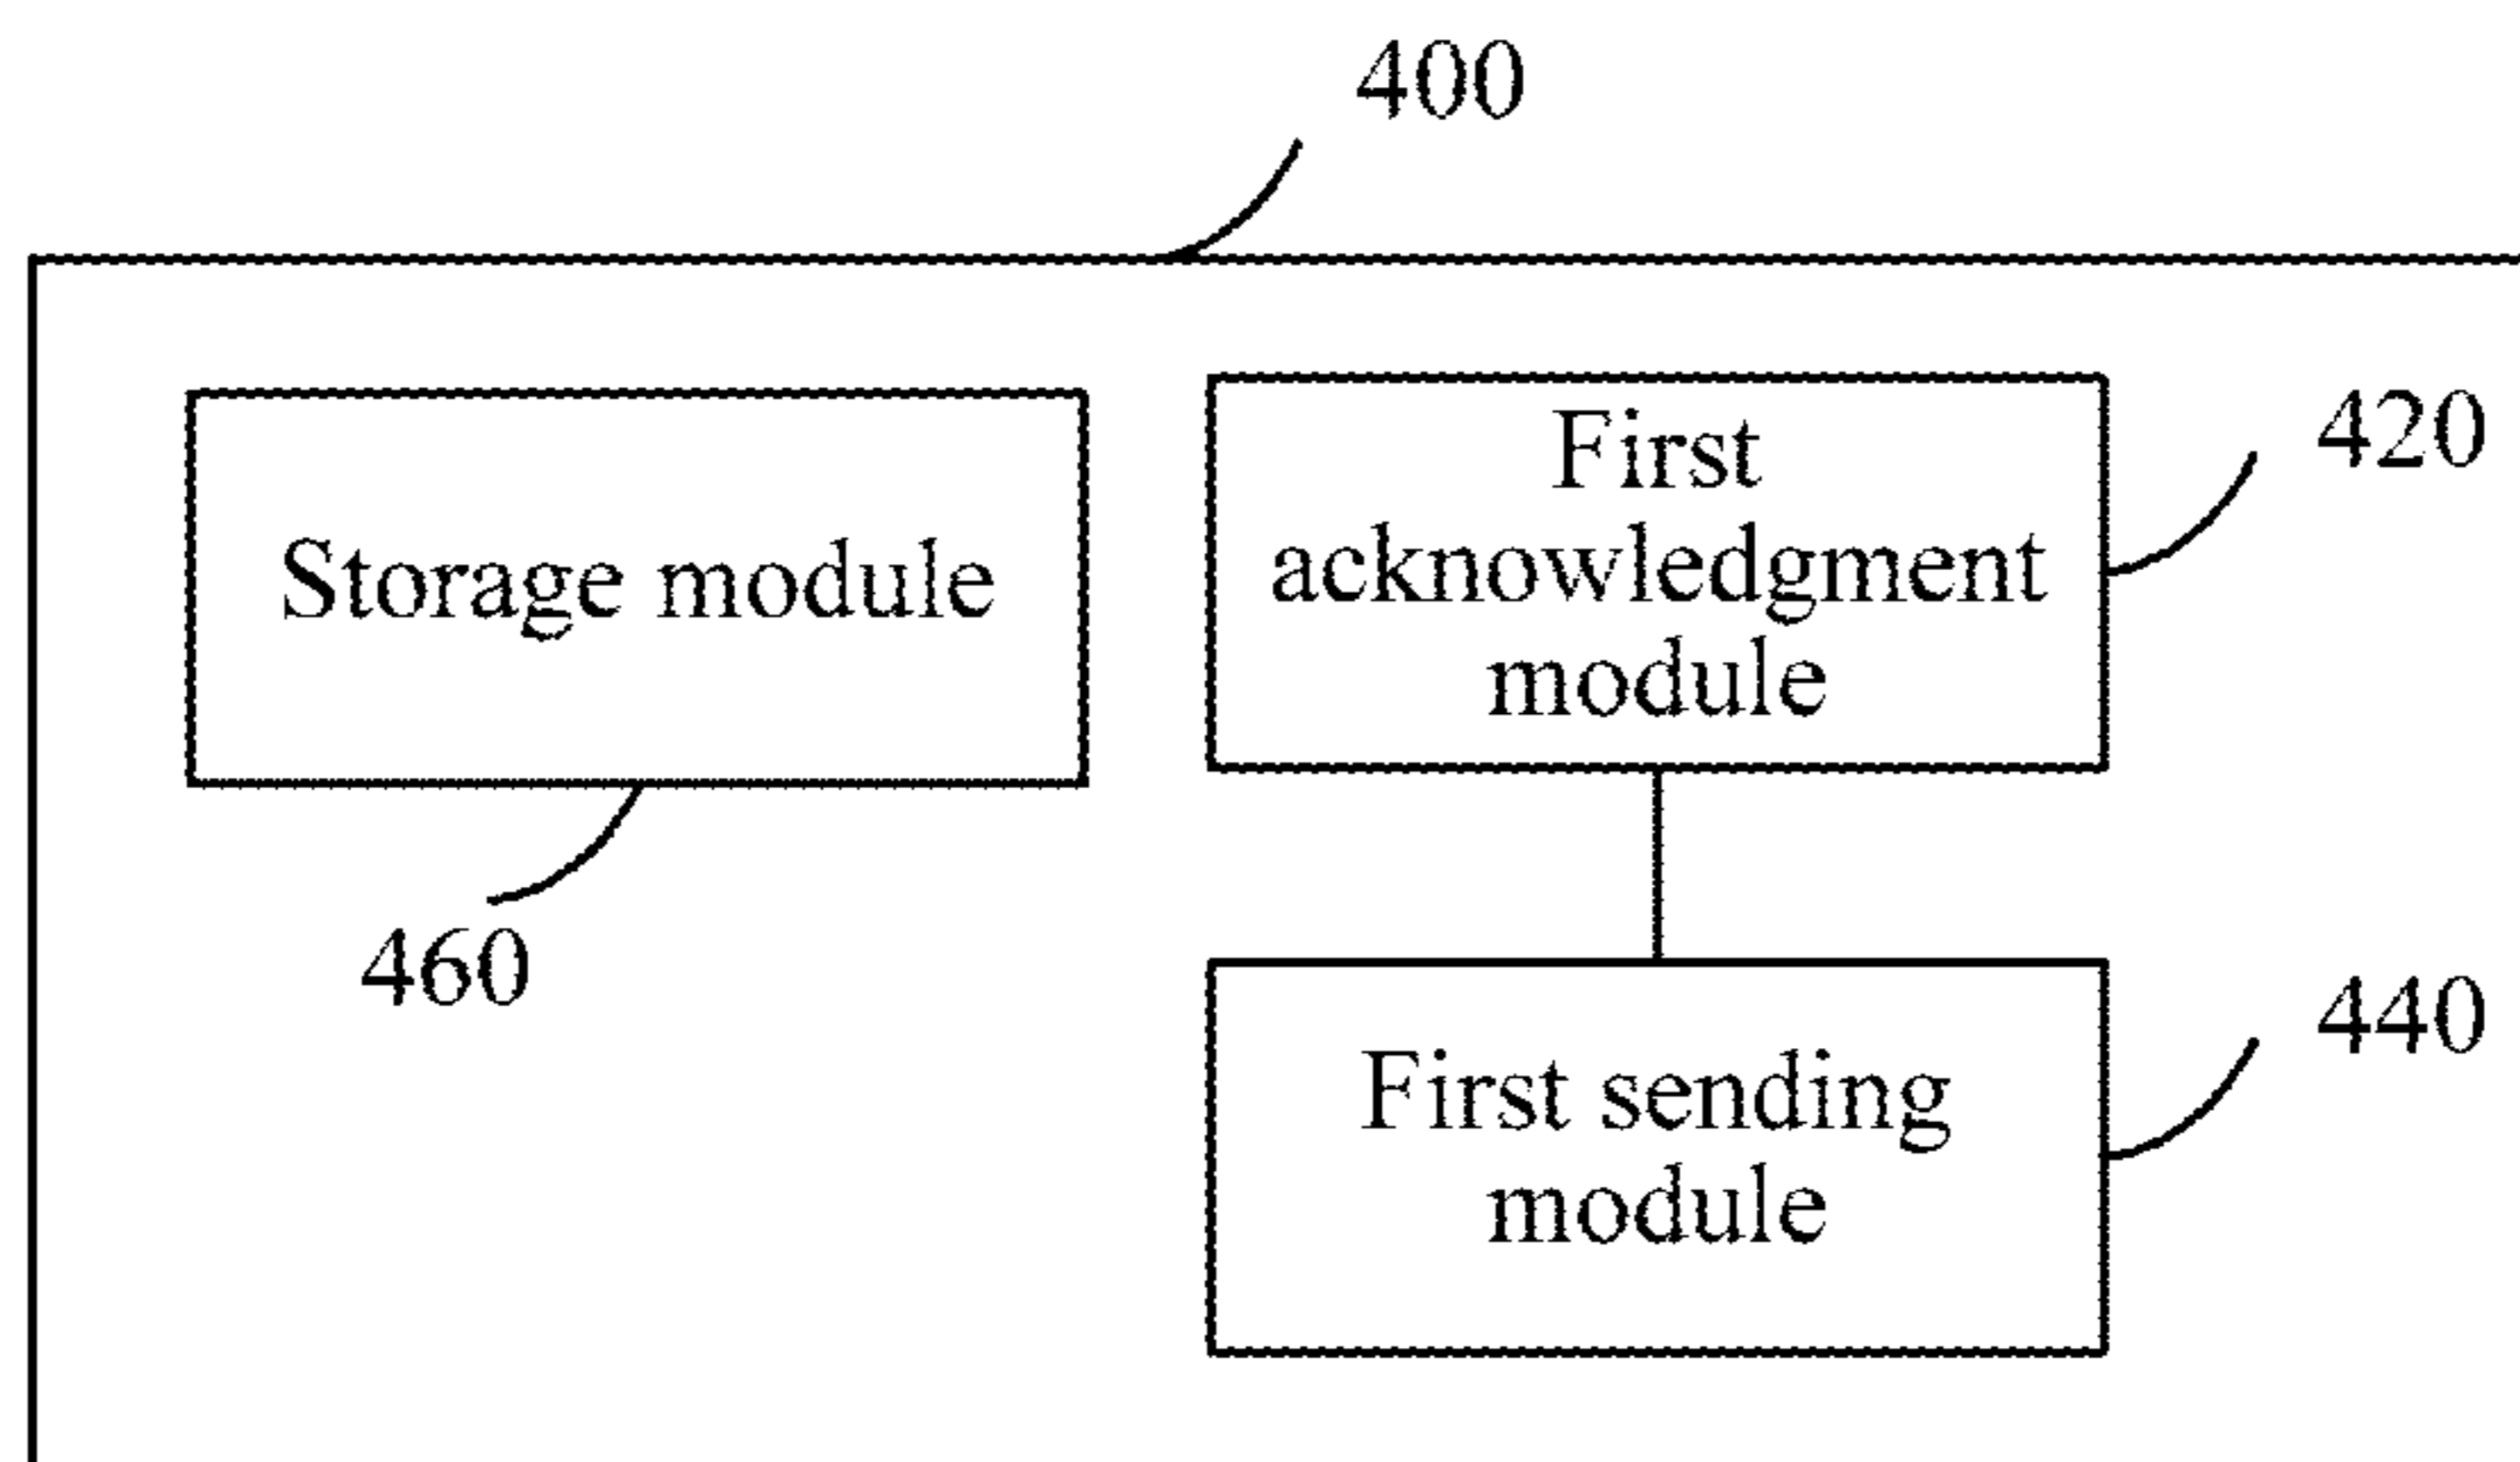 400
Storage module
First
acknowledgment
module
420
460
First sending
module
440